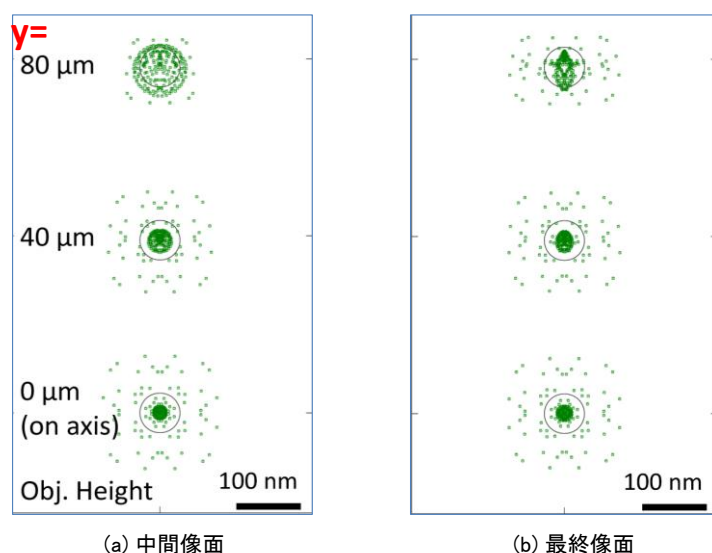 y=
80 μm
40 μm
0 μm
(on axis)
Obj. Height
100 nm
100 nm
(a) 中間像面
(b) 最終像面